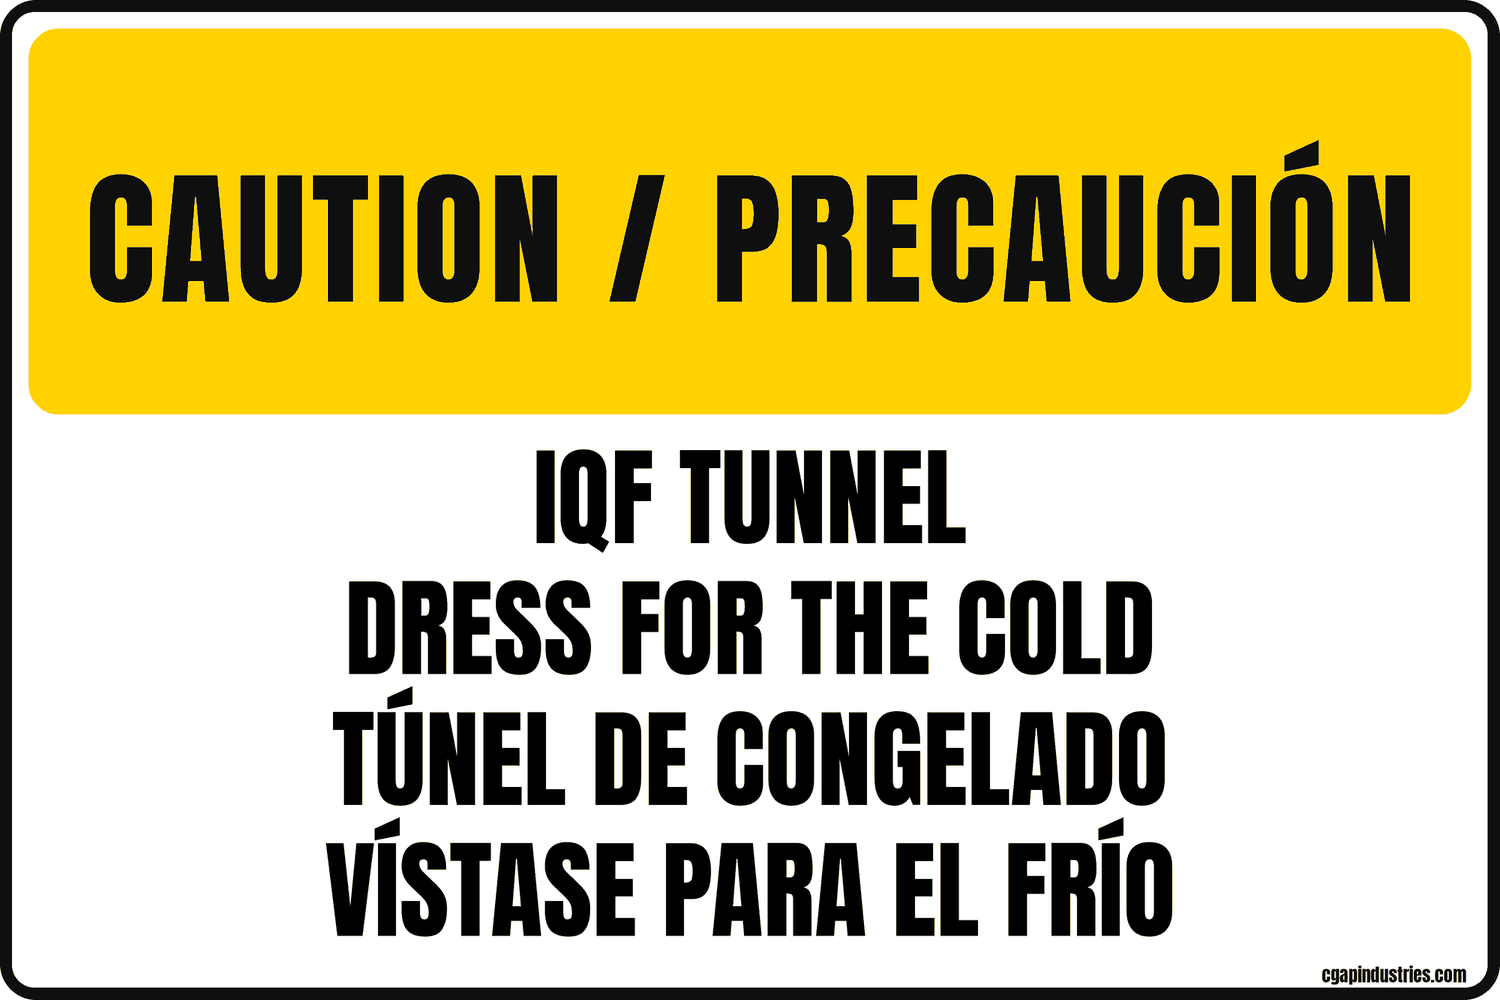 CAUTION / PRECAUCIÓN
IQF TUNNEL
DRESS FOR THE COLD
TÚNEL DE CONGELADO
VÍSTASE PARA EL FRÍO
cgapindustries.com